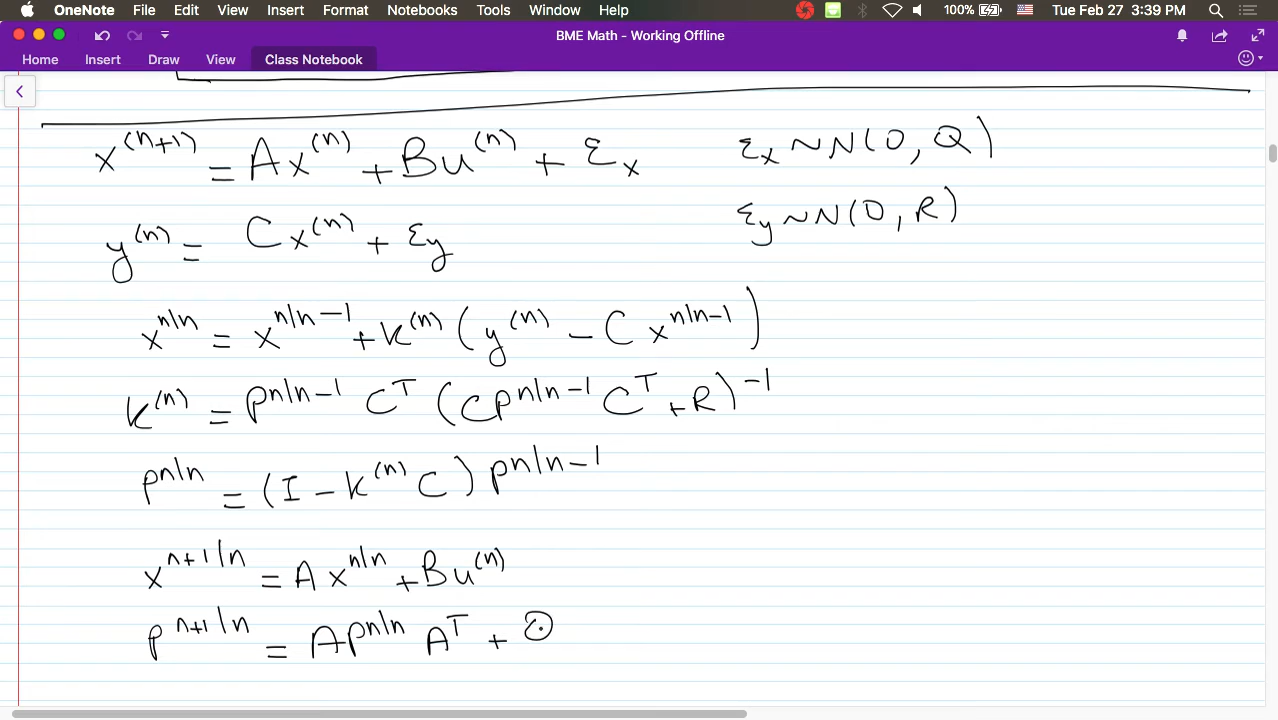 OneNote File Edit View Insert Format Notebooks Tools Window Help 100% Tue Feb 27 3:39 PM
BME Math - Working Offline
Home Insert Draw View Class Notebook
x^(n+1) = Ax^(n) + Bu^(n) + ε_x    ε_x ~ N(0, Q)
y^(n) = Cx^(n) + ε_y    ε_y ~ N(0, R)
x^n|n = x^n|n-1 + K^(n) (y^(n) - Cx^n|n-1)
K^(n) = P^n|n-1 C^T (CP^n|n-1 C^T + R)^-1
P^n|n = (I - K^(n) C) P^n|n-1
x^n+1|n = Ax^n|n + Bu^(n)
P^n+1|n = AP^n|n A^T + Q